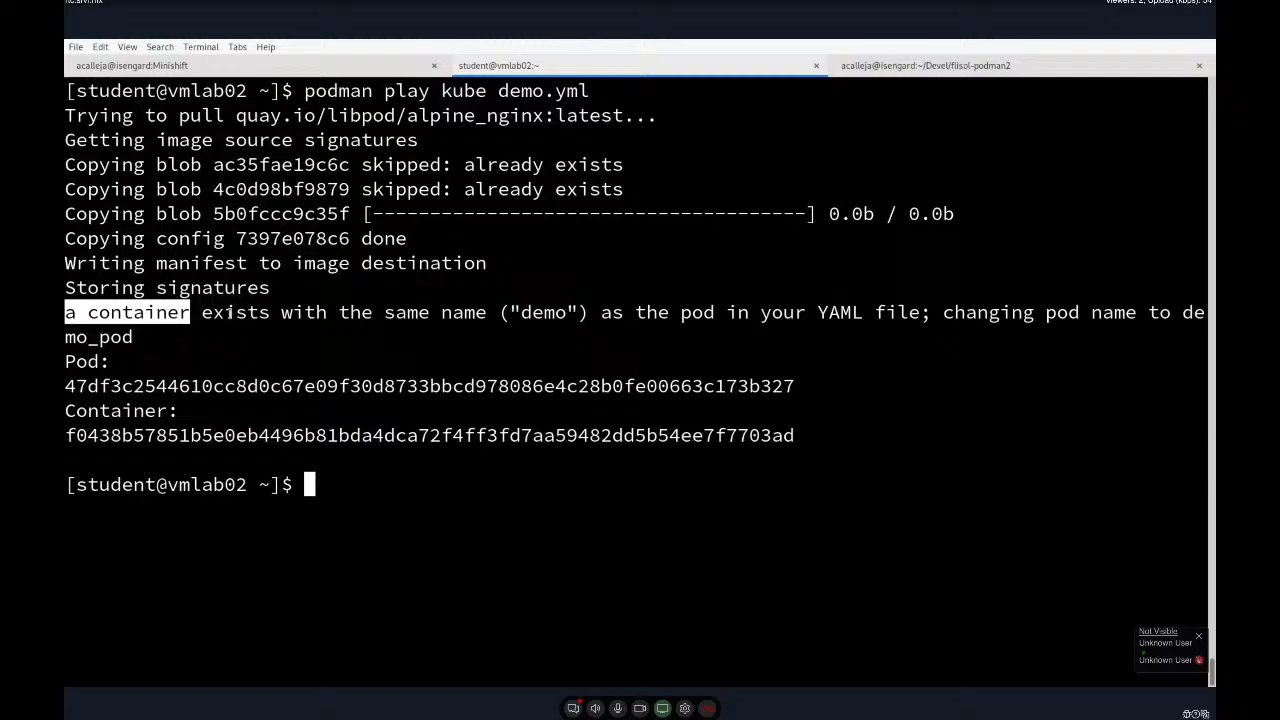 File Edit View Search Terminal Tabs Help
acalleja@isengard:Minishift × student@vmlab02:~ × acalleja@isengard:~/Devel/flisol-podman2 ×
[student@vmlab02 ~]$ podman play kube demo.yml
Trying to pull quay.io/libpod/alpine_nginx:latest...
Getting image source signatures
Copying blob ac35fae19c6c skipped: already exists
Copying blob 4c0d98bf9879 skipped: already exists
Copying blob 5b0fccc9c35f [--------------------------------------] 0.0b / 0.0b
Copying config 7397e078c6 done
Writing manifest to image destination
Storing signatures
a container exists with the same name ("demo") as the pod in your YAML file; changing pod name to de
mo_pod
Pod:
47df3c2544610cc8d0c67e09f30d8733bbcd978086e4c28b0fe00663c173b327
Container:
f0438b57851b5e0eb4496b81bda4dca72f4ff3fd7aa59482dd5b54ee7f7703ad
[student@vmlab02 ~]$
Not Visible
Unknown User
Unknown User